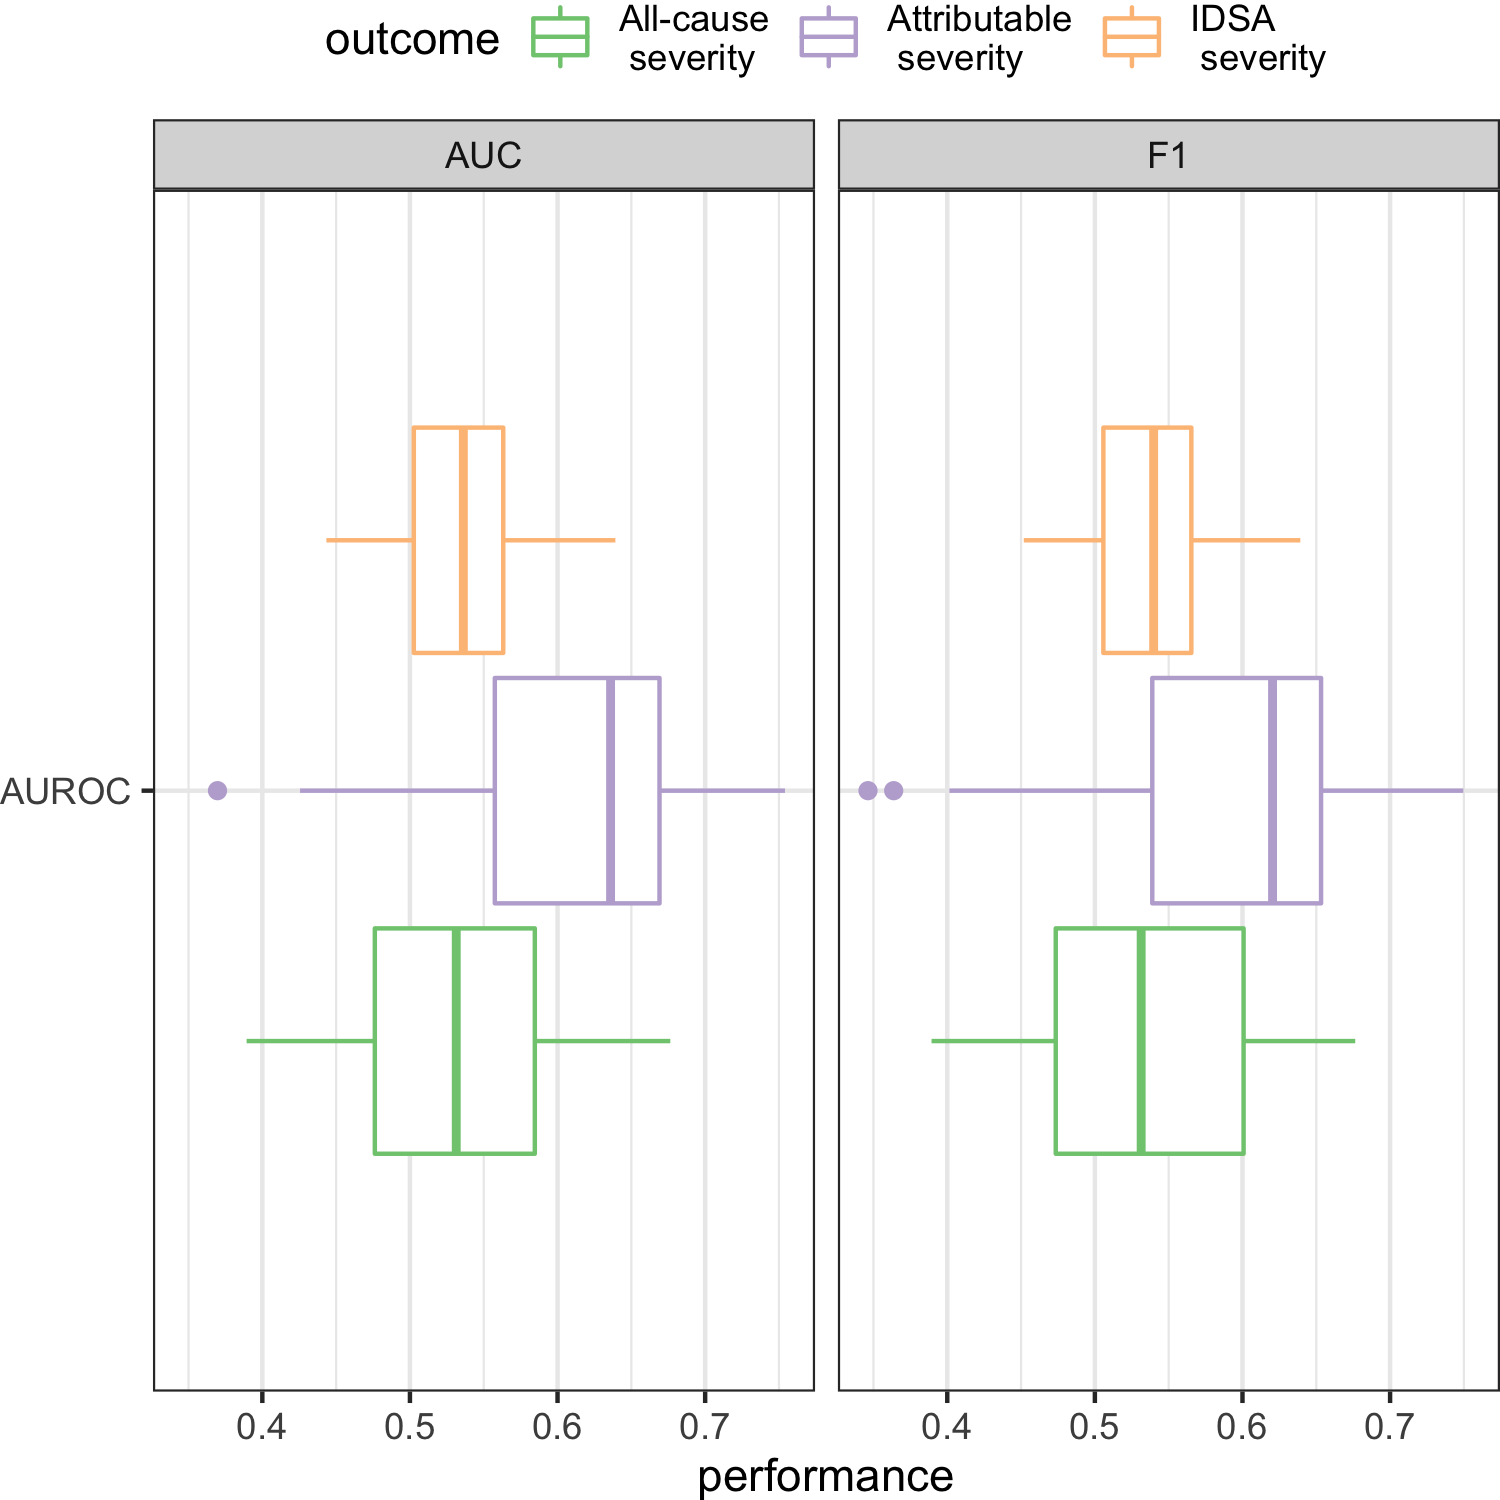 outcome
All-cause
severity
Attributable
severity
IDSA
severity
AUC
F1
AUROC
0.4 0.5 0.6 0.7
0.4 0.5 0.6 0.7
performance